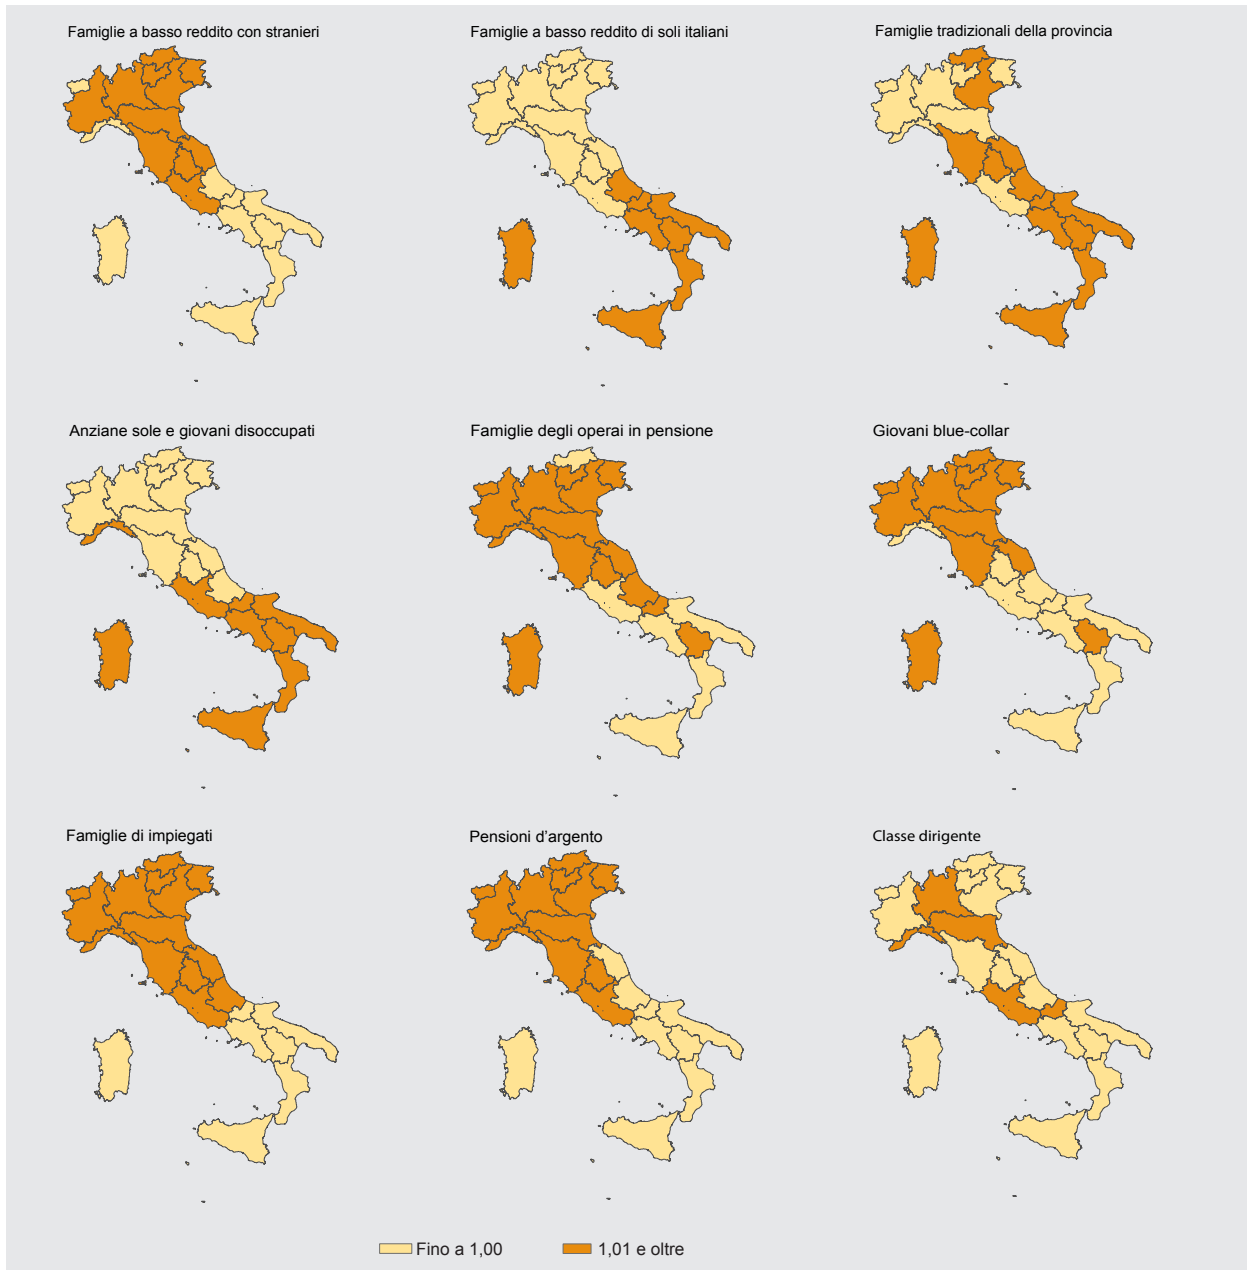 Famiglie a basso reddito con stranieri
Famiglie a basso reddito di soli italiani
Famiglie tradizionali della provincia
Anziane sole e giovani disoccupati
Famiglie degli operai in pensione
Giovani blue-collar
Famiglie di impiegati
Pensioni d’argento
Classe dirigente
Fino a 1,00
1,01 e oltre